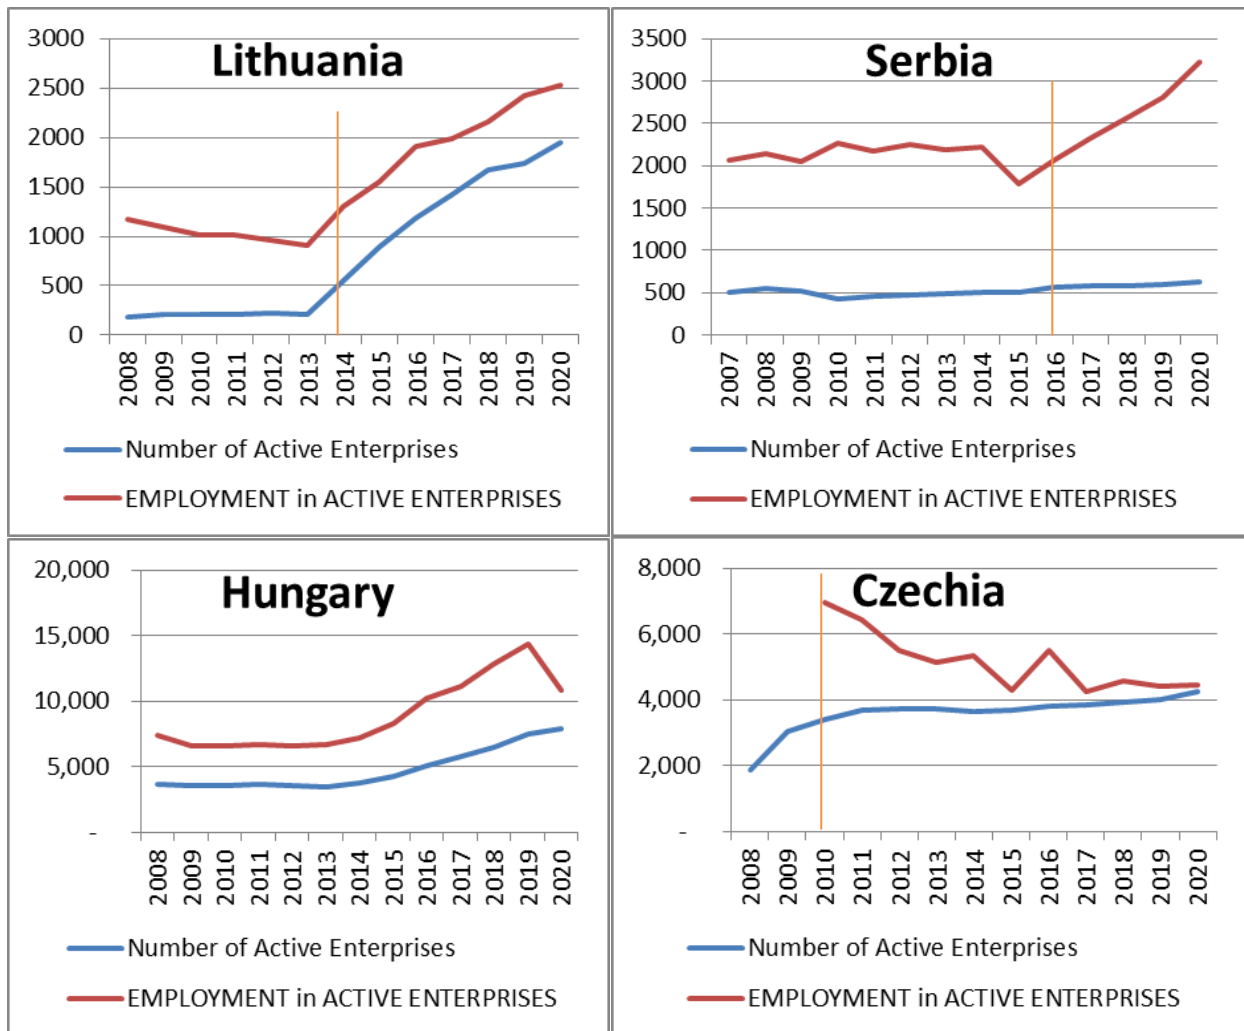 Lithuania
3000
2500
2000
1500
1000
500
0
2008 2009 2010 2011 2012 2013 2014 2015 2016 2017 2018 2019 2020
Number of Active Enterprises
EMPLOYMENT in ACTIVE ENTERPRISES
Serbia
3500
3000
2500
2000
1500
1000
500
0
2007 2008 2009 2010 2011 2012 2013 2014 2015 2016 2017 2018 2019 2020
Number of Active Enterprises
EMPLOYMENT in ACTIVE ENTERPRISES
Hungary
20,000
15,000
10,000
5,000
-
2008 2009 2010 2011 2012 2013 2014 2015 2016 2017 2018 2019 2020
Number of Active Enterprises
EMPLOYMENT in ACTIVE ENTERPRISES
Czechia
8,000
6,000
4,000
2,000
-
2008 2009 2010 2011 2012 2013 2014 2015 2016 2017 2018 2019 2020
Number of Active Enterprises
EMPLOYMENT in ACTIVE ENTERPRISES